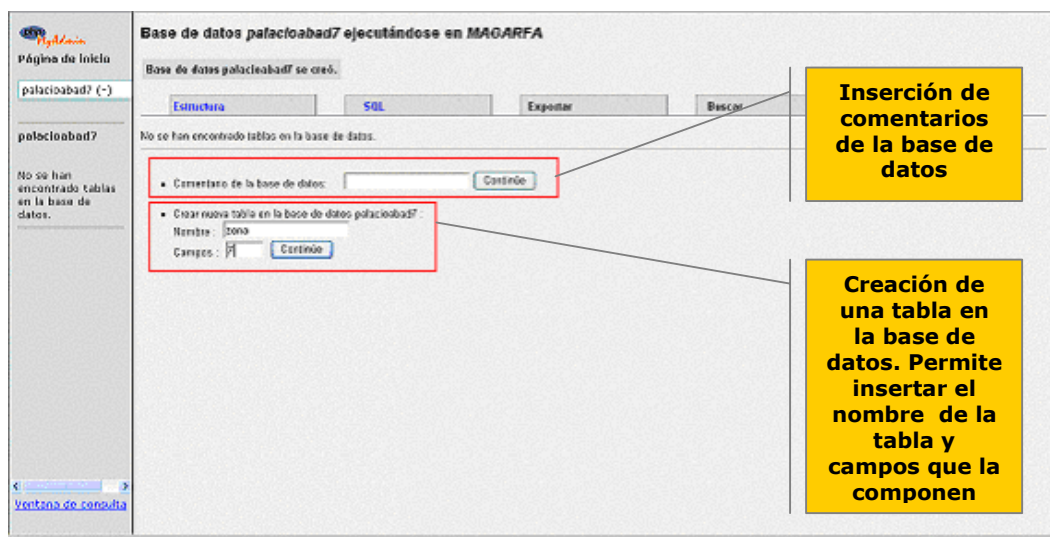 php
MyAdmin
Página de inicio
palacioabad7 (-)
palacioabad7
No se han
encontrado tablas
en la base de
datos.
Ventana de consulta
Base de datos palacioabad7 ejecutándose en MAGARFA
Base de datos palacioabad7 se creó.
Estructura SQL Exportar Buscar
No se han encontrado tablas en la base de datos.
Comentario de la base de datos: Continúe
Crear nueva tabla en la base de datos palacioabad7 :
Nombre : zona
Campos : 7 Continúe
Inserción de
comentarios
de la base de
datos
Creación de
una tabla en
la base de
datos. Permite
insertar el
nombre de la
tabla y
campos que la
componen